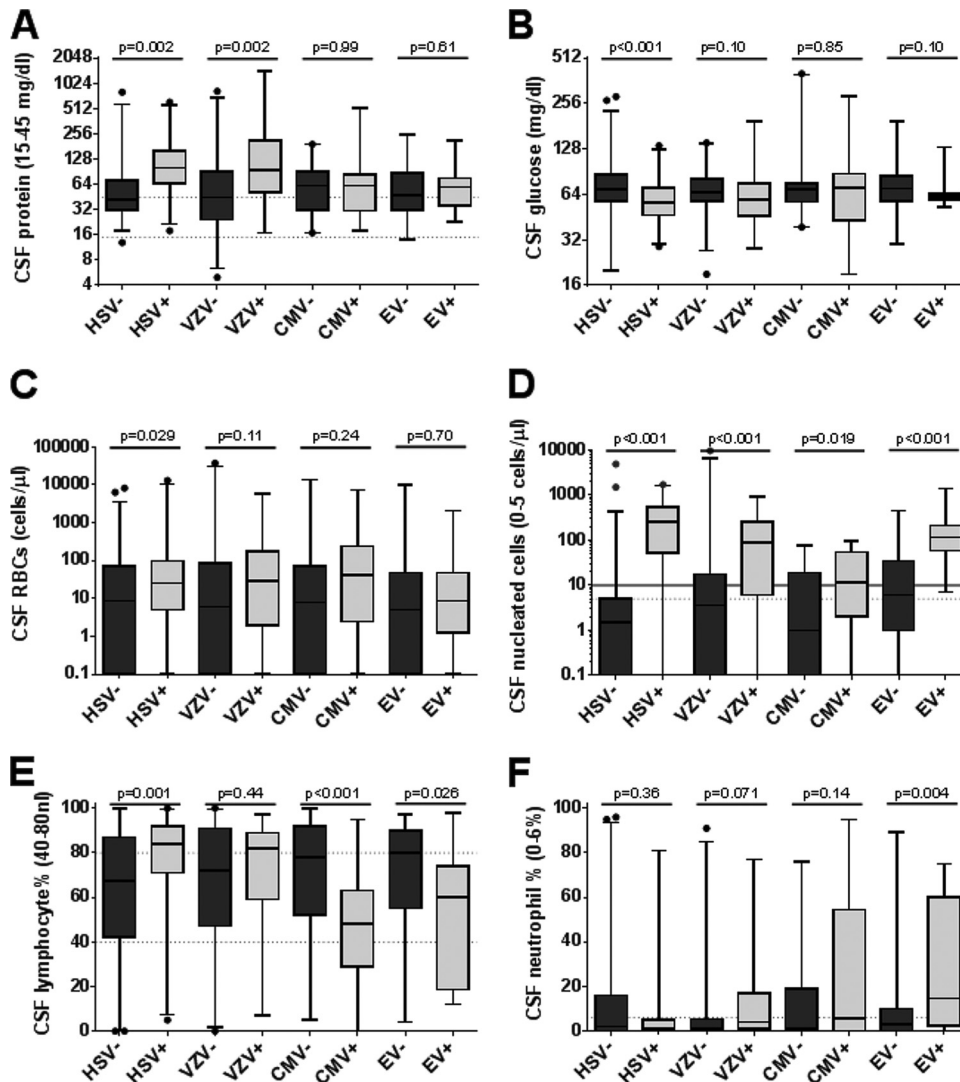 A
p=0.002 p=0.002 p=0.99 p=0.61
CSF protein (15-45 mg/dl)
2048
1024
512
256
128
64
32
16
8
4
HSV- HSV+ VZV- VZV+ CMV- CMV+ EV- EV+
B
p<0.001 p=0.10 p=0.85 p=0.10
CSF glucose (mg/dl)
512
256
128
64
32
16
HSV- HSV+ VZV- VZV+ CMV- CMV+ EV- EV+
C
p=0.029 p=0.11 p=0.24 p=0.70
CSF RBCs (cells/µl)
100000
10000
1000
100
10
1
0.1
HSV- HSV+ VZV- VZV+ CMV- CMV+ EV- EV+
D
p<0.001 p<0.001 p=0.019 p<0.001
CSF nucleated cells (0-5 cells/µl)
10000
1000
100
10
1
0.1
HSV- HSV+ VZV- VZV+ CMV- CMV+ EV- EV+
E
p=0.001 p=0.44 p<0.001 p=0.026
CSF lymphocyte% (40-80nl)
100
80
60
40
20
0
HSV- HSV+ VZV- VZV+ CMV- CMV+ EV- EV+
F
p=0.36 p=0.071 p=0.14 p=0.004
CSF neutrophil % (0-6%)
100
80
60
40
20
0
HSV- HSV+ VZV- VZV+ CMV- CMV+ EV- EV+